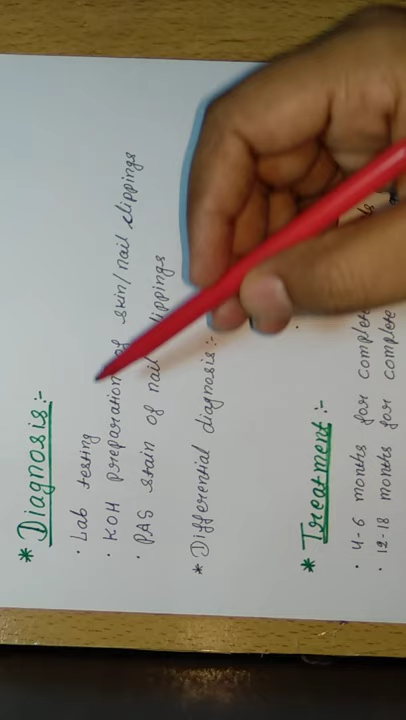 * Diagnosis:-
· Lab testing
· KOH preparation of skin/nail clippings
· PAS stain of nail clippings
* Differential diagnosis:-
* Treatment:-
· 4-6 months for complete
· 12-18 months for complete